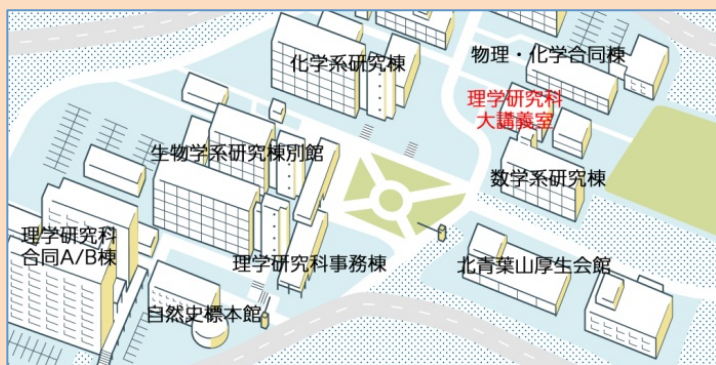 化学系研究棟
物理・化学合同棟
理学研究科
大講義室
生物学系研究棟別館
数学系研究棟
理学研究科
合同A/B棟
理学研究科事務棟
北青葉山厚生会館
自然史標本館